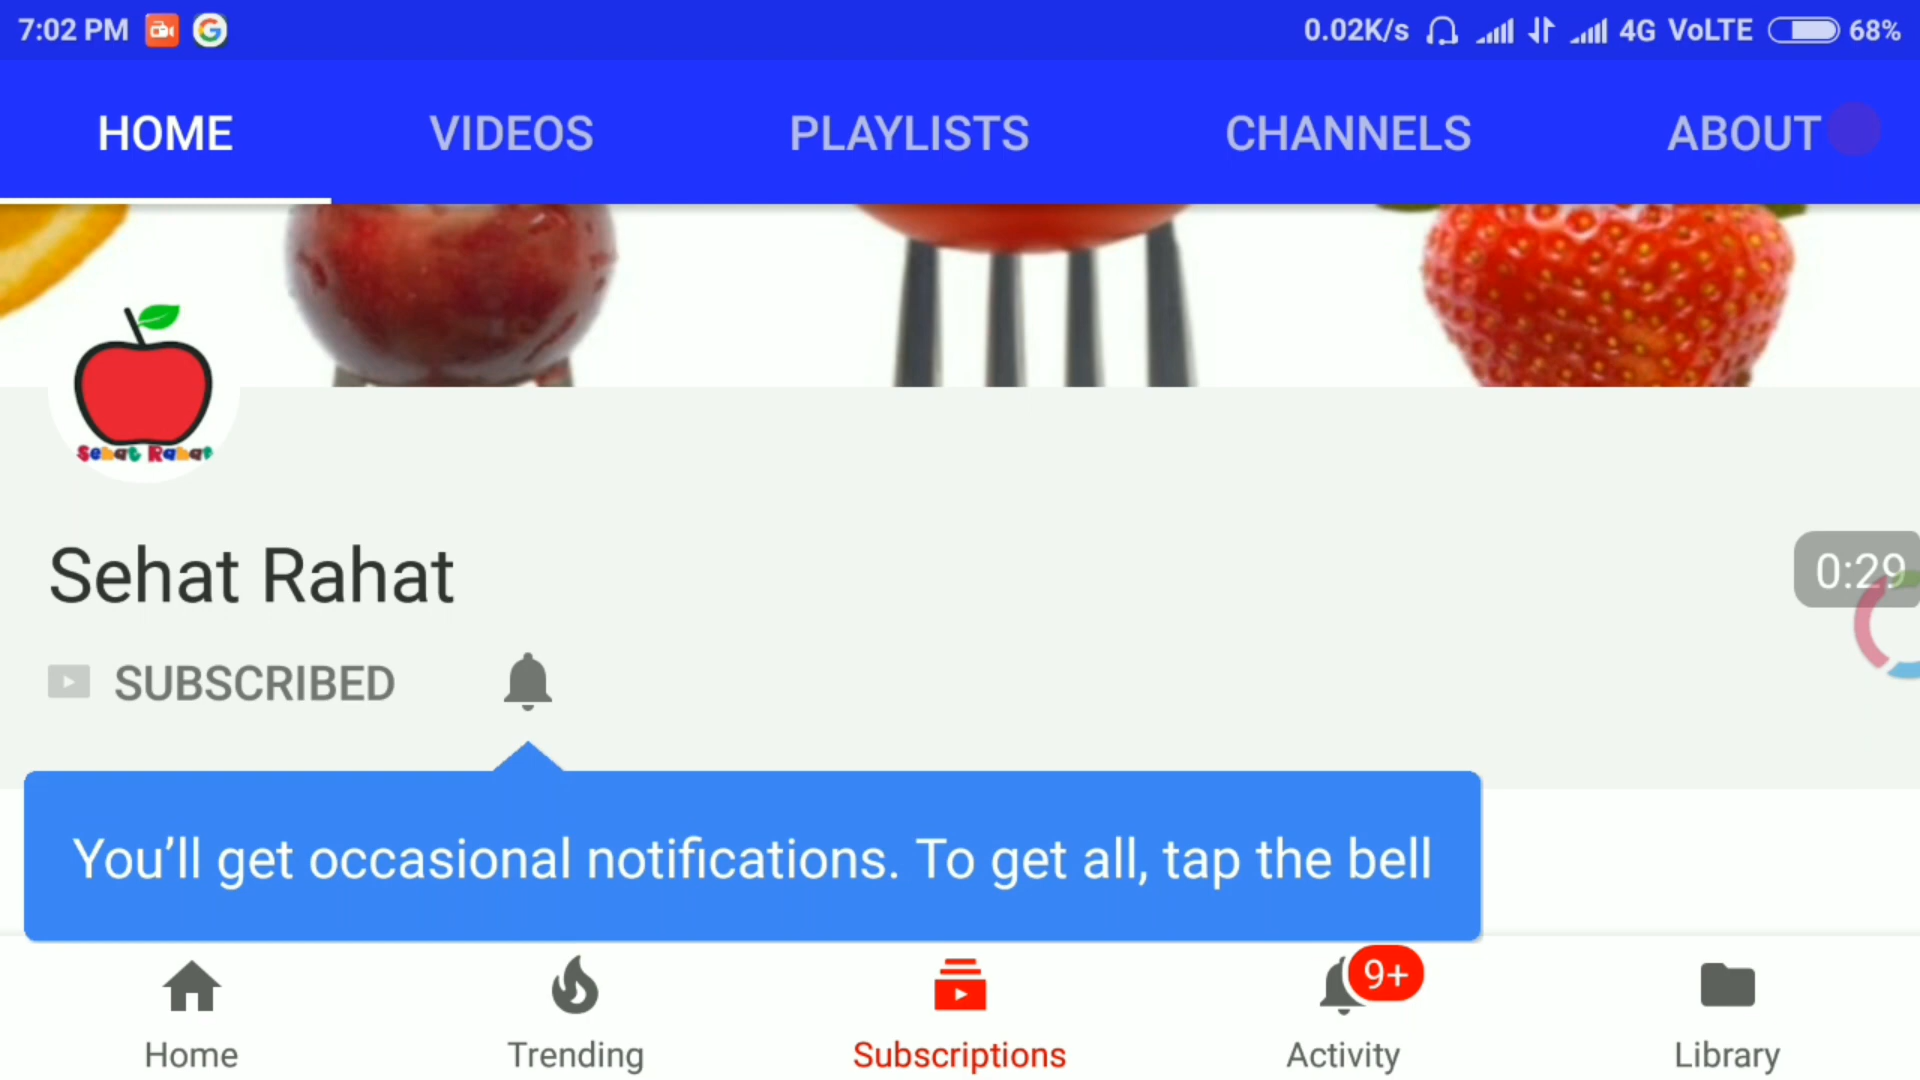 7:02 PM 0.02K/s 4G VoLTE 68%
HOME VIDEOS PLAYLISTS CHANNELS ABOUT
Sehat Rahat
Sehat Rahat
0:29
SUBSCRIBED
You’ll get occasional notifications. To get all, tap the bell
9+
Home Trending Subscriptions Activity Library